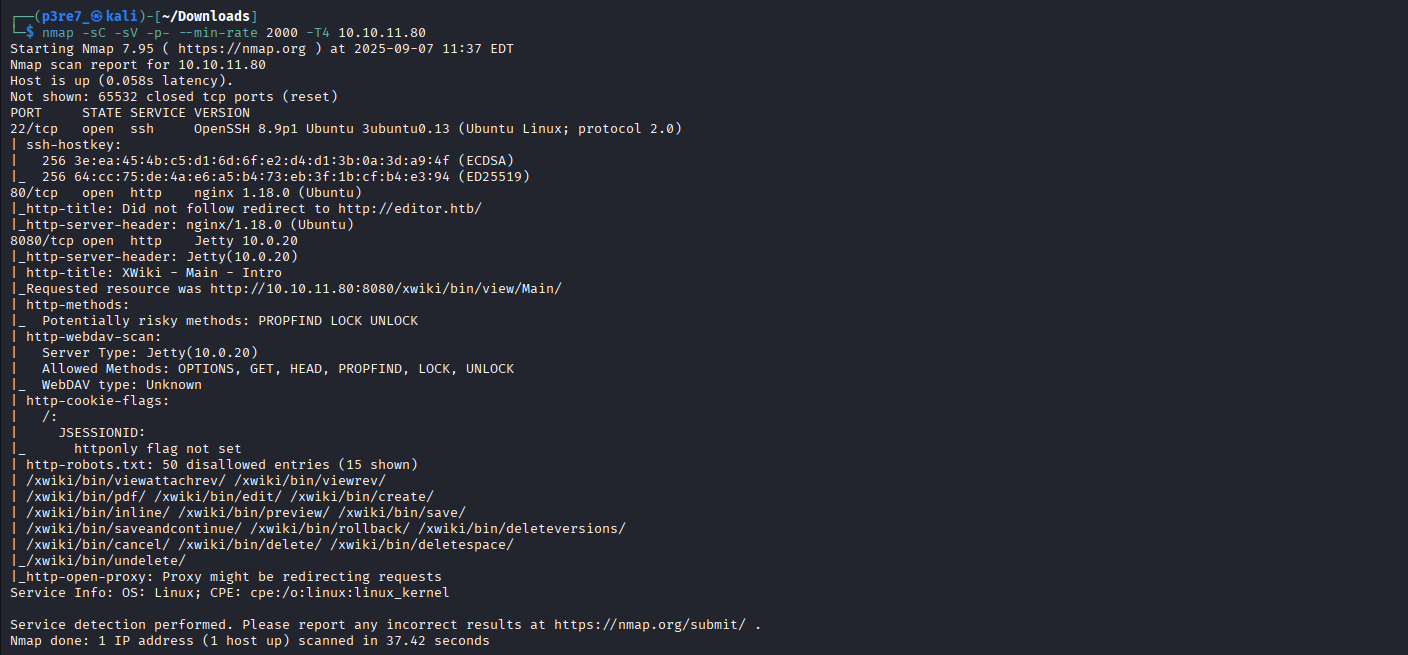 ┌──(p3re7_㉿kali)-[~/Downloads]
└─$ nmap -sC -sV -p- --min-rate 2000 -T4 10.10.11.80
Starting Nmap 7.95 ( https://nmap.org ) at 2025-09-07 11:37 EDT
Nmap scan report for 10.10.11.80
Host is up (0.058s latency).
Not shown: 65532 closed tcp ports (reset)
PORT     STATE SERVICE VERSION
22/tcp   open  ssh     OpenSSH 8.9p1 Ubuntu 3ubuntu0.13 (Ubuntu Linux; protocol 2.0)
| ssh-hostkey:
|   256 3e:ea:45:4b:c5:d1:6d:6f:e2:d4:d1:3b:0a:3d:a9:4f (ECDSA)
|_  256 64:cc:75:de:4a:e6:a5:b4:73:eb:3f:1b:cf:b4:e3:94 (ED25519)
80/tcp   open  http    nginx 1.18.0 (Ubuntu)
|_http-title: Did not follow redirect to http://editor.htb/
|_http-server-header: nginx/1.18.0 (Ubuntu)
8080/tcp open  http    Jetty 10.0.20
|_http-server-header: Jetty(10.0.20)
| http-title: XWiki - Main - Intro
|_Requested resource was http://10.10.11.80:8080/xwiki/bin/view/Main/
| http-methods:
|_  Potentially risky methods: PROPFIND LOCK UNLOCK
| http-webdav-scan:
|   Server Type: Jetty(10.0.20)
|   Allowed Methods: OPTIONS, GET, HEAD, PROPFIND, LOCK, UNLOCK
|_  WebDAV type: Unknown
| http-cookie-flags:
|   /:
|     JSESSIONID:
|_      httponly flag not set
| http-robots.txt: 50 disallowed entries (15 shown)
| /xwiki/bin/viewattachrev/ /xwiki/bin/viewrev/
| /xwiki/bin/pdf/ /xwiki/bin/edit/ /xwiki/bin/create/
| /xwiki/bin/inline/ /xwiki/bin/preview/ /xwiki/bin/save/
| /xwiki/bin/saveandcontinue/ /xwiki/bin/rollback/ /xwiki/bin/deleteversions/
| /xwiki/bin/cancel/ /xwiki/bin/delete/ /xwiki/bin/deletespace/
|_/xwiki/bin/undelete/
|_http-open-proxy: Proxy might be redirecting requests
Service Info: OS: Linux; CPE: cpe:/o:linux:linux_kernel

Service detection performed. Please report any incorrect results at https://nmap.org/submit/ .
Nmap done: 1 IP address (1 host up) scanned in 37.42 seconds